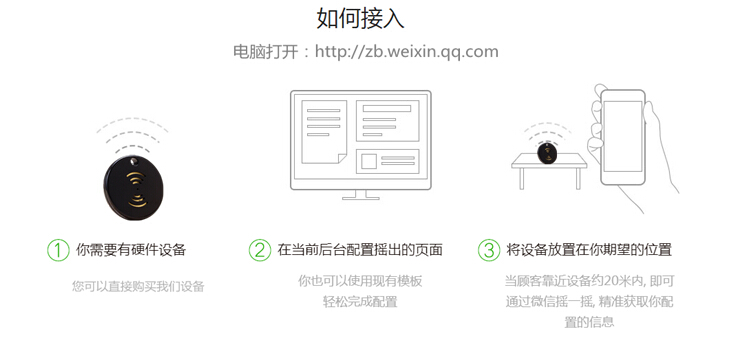 如何接入
电脑打开：http://zb.weixin.qq.com
1 你需要有硬件设备
您可以直接购买我们设备
2 在当前后台配置摇出的页面
你也可以使用现有模板
轻松完成配置
3 将设备放置在你期望的位置
当顾客靠近设备约20米内, 即可
通过微信摇一摇, 精准获取你配
置的信息